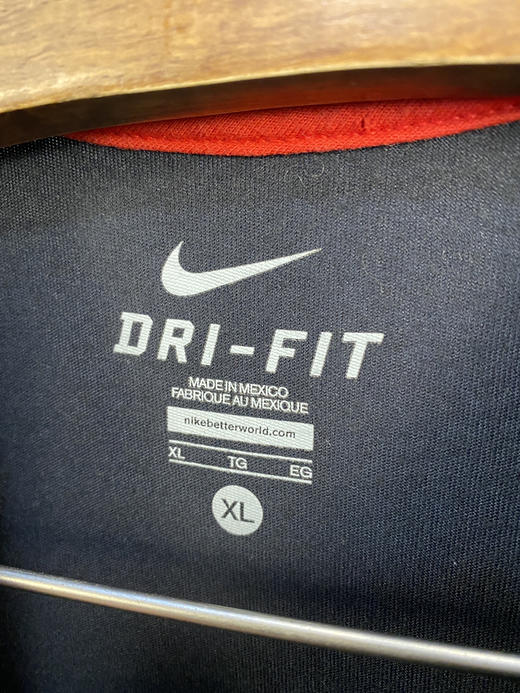 DRI-FIT
MADE IN MEXICO
FABRIQUE AU MEXIQUE
nikebetterworld.com
XL TG EG
XL